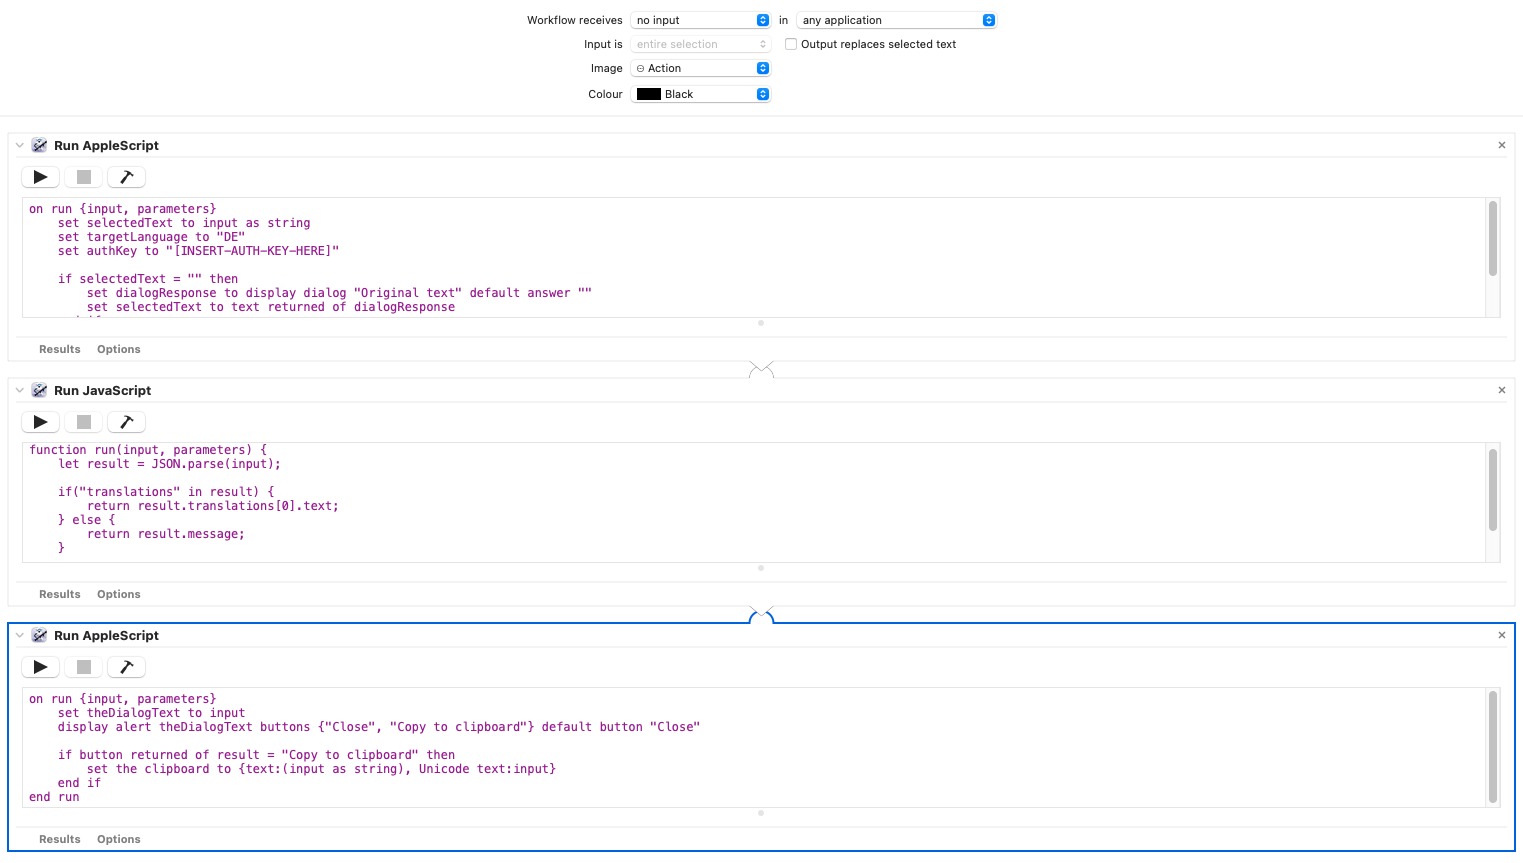 Workflow receives no input in any application
Input is entire selection Output replaces selected text
Image Action
Colour Black
Run AppleScript
on run {input, parameters}
set selectedText to input as string
set targetLanguage to "DE"
set authKey to "[INSERT-AUTH-KEY-HERE]"
if selectedText = "" then
set dialogResponse to display dialog "Original text" default answer ""
set selectedText to text returned of dialogResponse
Results Options
Run JavaScript
function run(input, parameters) {
let result = JSON.parse(input);
if("translations" in result) {
return result.translations[0].text;
} else {
return result.message;
}
Results Options
Run AppleScript
on run {input, parameters}
set theDialogText to input
display alert theDialogText buttons {"Close", "Copy to clipboard"} default button "Close"
if button returned of result = "Copy to clipboard" then
set the clipboard to {text:(input as string), Unicode text:input}
end if
end run
Results Options